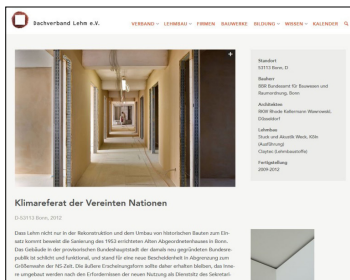 Dachverband Lehm e.V.
VERBAND LEHMBAU FIRMEN BAUWERKE BILDUNG WISSEN KALENDER
Standort
53113 Bonn, D
Bauherr
BBR Bundesamt für Bauwesen und
Raumordnung, Bonn
Architekten
RKW Rhode Kellermann Wawrowski,
Düsseldorf
Lehmbau
Stuck und Akustik Weck, Köln
(Ausführung)
Claytec (Lehmbaustoffe)
Fertigstellung
2009-2012
Klimareferat der Vereinten Nationen
D-53113 Bonn, 2012
Dass Lehm nicht nur in der Rekonstruktion und dem Umbau von historischen Bauten zum Ein-
satz kommt beweist die Sanierung des 1953 errichteten Alten Abgeordnetenhauses in Bonn.
Das Gebäude in der provisorischen Bundeshauptstadt der damals neu gegründeten Bundesre-
publik ist schlicht und funktional, und stand für eine neue Bescheidenheit in Abgrenzung zum
Größenwahn der NS-Zeit. Die äußere Erscheinungsform sollte daher erhalten bleiben, das Inne-
re umgebaut werden nach den Erfordernissen der neuen Nutzung als Dienstsitz des Sekretari-